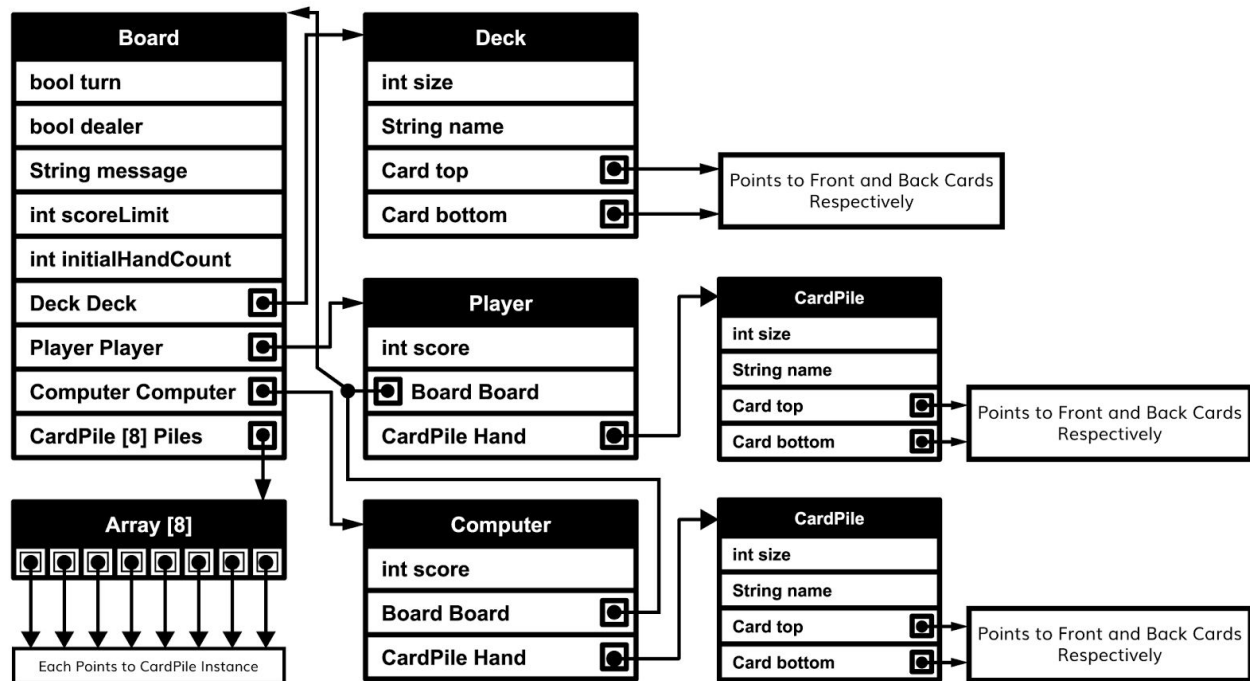 Board
bool turn
bool dealer
String message
int scoreLimit
int initialHandCount
Deck Deck
Player Player
Computer Computer
CardPile [8] Piles
Array [8]
Each Points to CardPile Instance
Deck
int size
String name
Card top
Card bottom
Points to Front and Back Cards
Respectively
Player
int score
Board Board
CardPile Hand
CardPile
int size
String name
Card top
Card bottom
Points to Front and Back Cards
Respectively
Computer
int score
Board Board
CardPile Hand
CardPile
int size
String name
Card top
Card bottom
Points to Front and Back Cards
Respectively